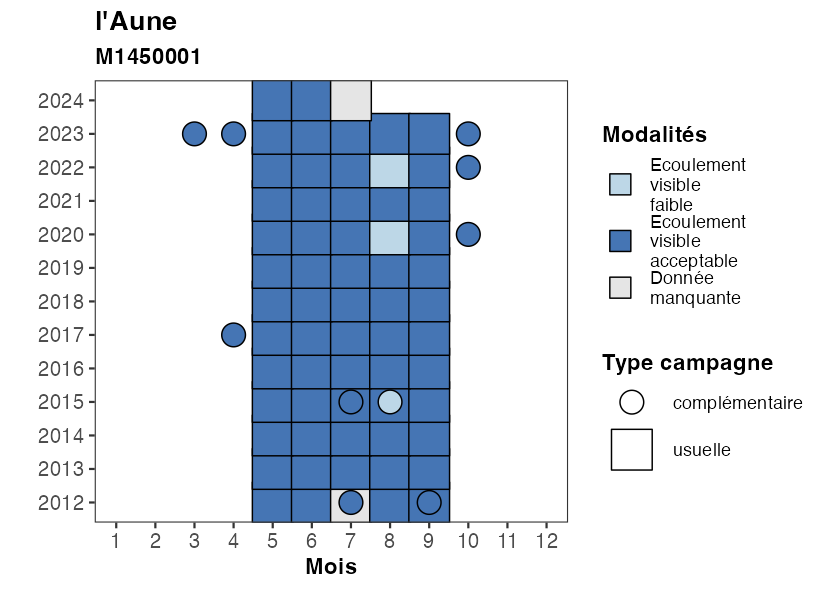 l'Aune
M1450001
2024
2023
2022
2021
2020
2019
2018
2017
2016
2015
2014
2013
2012
1 2 3 4 5 6 7 8 9 10 11 12
Mois
Modalités
Ecoulement
visible
faible
Ecoulement
visible
acceptable
Donnée
manquante
Type campagne
complémentaire
usuelle